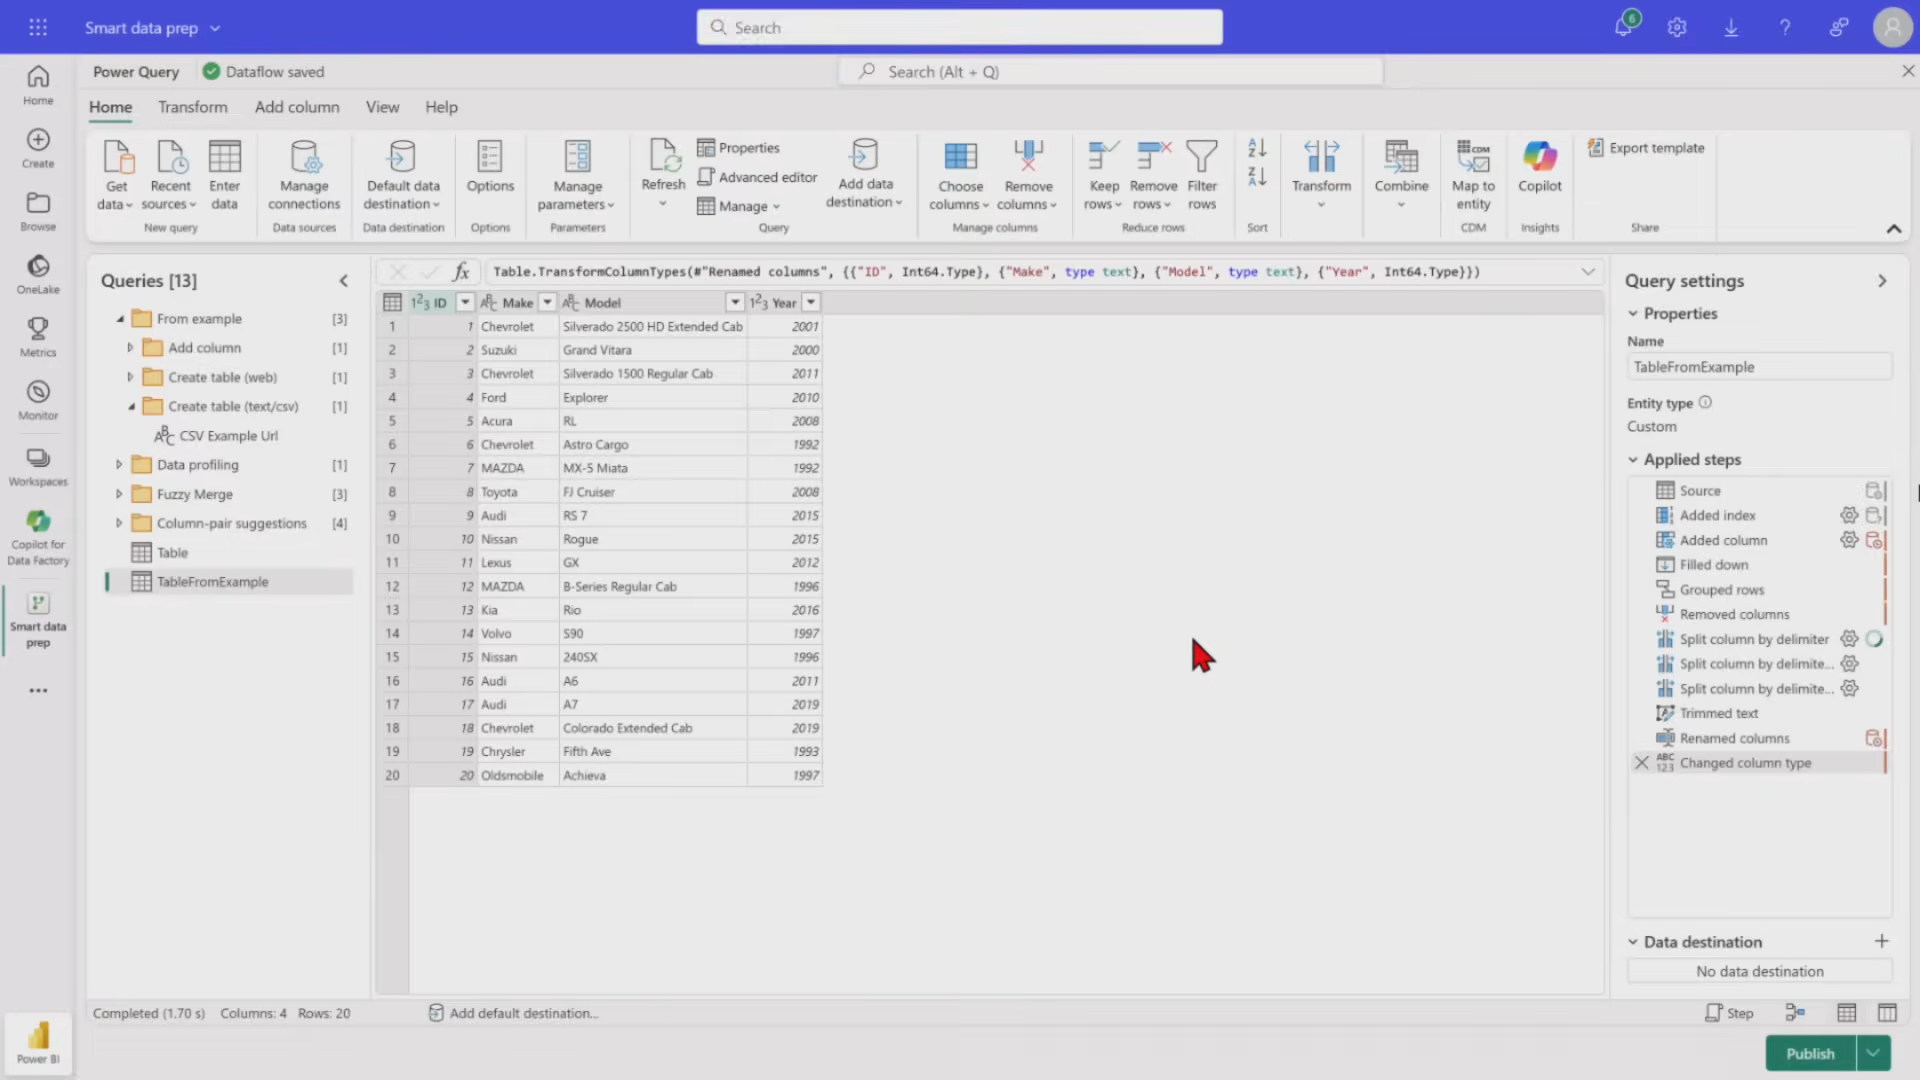 Smart data prep
Search
6
Home
Create
Browse
OneLake
Metrics
Monitor
Workspaces
Copilot for
Data Factory
Smart data
prep
Power BI
Power Query
Dataflow saved
Search (Alt + Q)
Home Transform Add column View Help
Get data
Recent sources
Enter data
New query
Manage connections
Data sources
Default data destination
Data destination
Options
Options
Manage parameters
Parameters
Refresh
Properties
Advanced editor
Manage
Add data destination
Query
Choose columns
Remove columns
Manage columns
Keep rows
Remove rows
Filter rows
Reduce rows
Sort
Transform
Combine
Map to entity
CDM
Copilot
Insights
Export template
Share
Queries [13]
From example [3]
Add column [1]
Create table (web) [1]
Create table (text/csv) [1]
CSV Example Url
Data profiling [1]
Fuzzy Merge [3]
Column-pair suggestions [4]
Table
TableFromExample
fx Table.TransformColumnTypes(#"Renamed columns", {{"ID", Int64.Type}, {"Make", type text}, {"Model", type text}, {"Year", Int64.Type}})
ID Make Model Year
1 1 Chevrolet Silverado 2500 HD Extended Cab 2001
2 2 Suzuki Grand Vitara 2000
3 3 Chevrolet Silverado 1500 Regular Cab 2011
4 4 Ford Explorer 2010
5 5 Acura RL 2008
6 6 Chevrolet Astro Cargo 1992
7 7 MAZDA MX-5 Miata 1992
8 8 Toyota FJ Cruiser 2008
9 9 Audi RS 7 2015
10 10 Nissan Rogue 2015
11 11 Lexus GX 2012
12 12 MAZDA B-Series Regular Cab 1996
13 13 Kia Rio 2016
14 14 Volvo S90 1997
15 15 Nissan 240SX 1996
16 16 Audi A6 2011
17 17 Audi A7 2019
18 18 Chevrolet Colorado Extended Cab 2019
19 19 Chrysler Fifth Ave 1993
20 20 Oldsmobile Achieva 1997
Query settings
Properties
Name
TableFromExample
Entity type
Custom
Applied steps
Source
Added index
Added column
Filled down
Grouped rows
Removed columns
Split column by delimiter
Split column by delimite...
Split column by delimite...
Trimmed text
Renamed columns
Changed column type
Data destination
No data destination
Completed (1.70 s) Columns: 4 Rows: 20
Add default destination...
Step
Publish